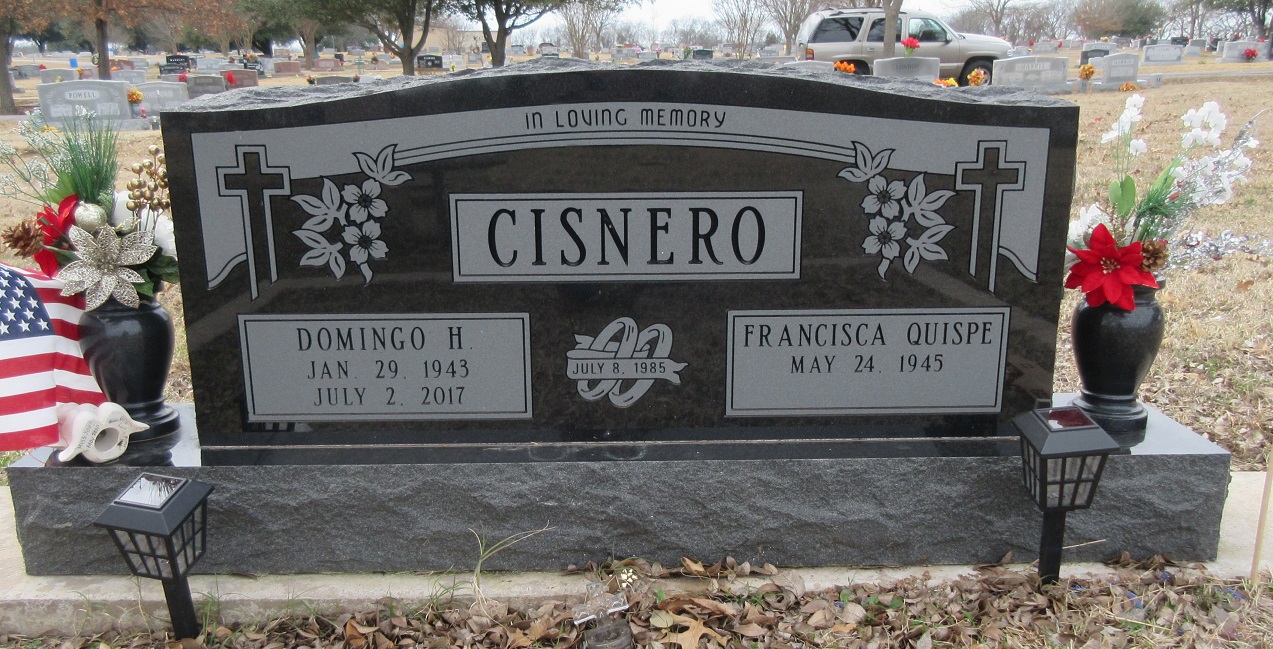 IN LOVING MEMORY
CISNERO
DOMINGO H.
JAN. 29, 1943
JULY 2, 2017
JULY 8, 1985
FRANCISCA QUISPE
MAY 24, 1945
POWELL